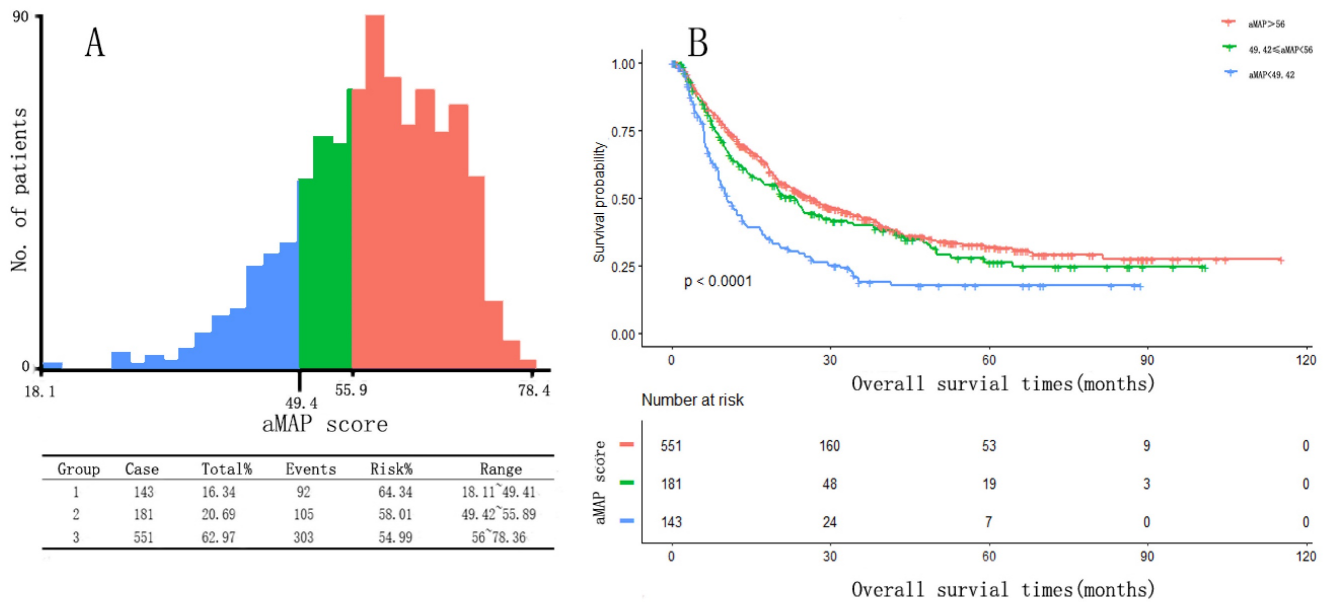 90
A
No. of patients
0
18.1
49.4
55.9
78.4
aMAP score
Group Case Total% Events Risk% Range
1 143 16.34 92 64.34 18.11~49.41
2 181 20.69 105 58.01 49.42~55.89
3 551 62.97 303 54.99 56~78.36
B
aMAP>56
49.42≤aMAP<56
aMAP<49.42
1.00
0.75
0.50
0.25
0.00
Survival probability
p < 0.0001
0 30 60 90 120
Overall survial times(months)
Number at risk
aMAP score
551 160 53 9 0
181 48 19 3 0
143 24 7 0 0
0 30 60 90 120
Overall survial times(months)